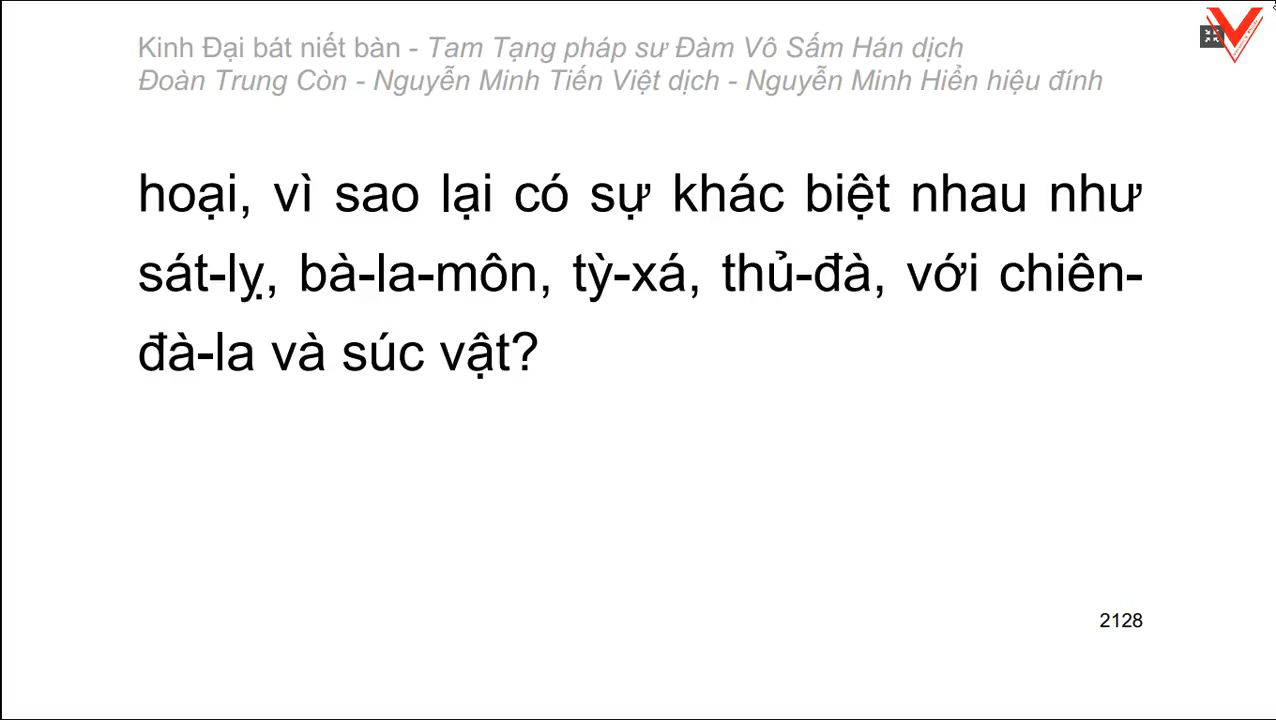 Kinh Đại bát niết bàn - Tam Tạng pháp sư Đàm Vô Sấm Hán dịch
Đoàn Trung Còn - Nguyễn Minh Tiến Việt dịch - Nguyễn Minh Hiển hiệu đính
hoại, vì sao lại có sự khác biệt nhau như
sát-lỵ, bà-la-môn, tỳ-xá, thủ-đà, với chiên-
đà-la và súc vật?
2128